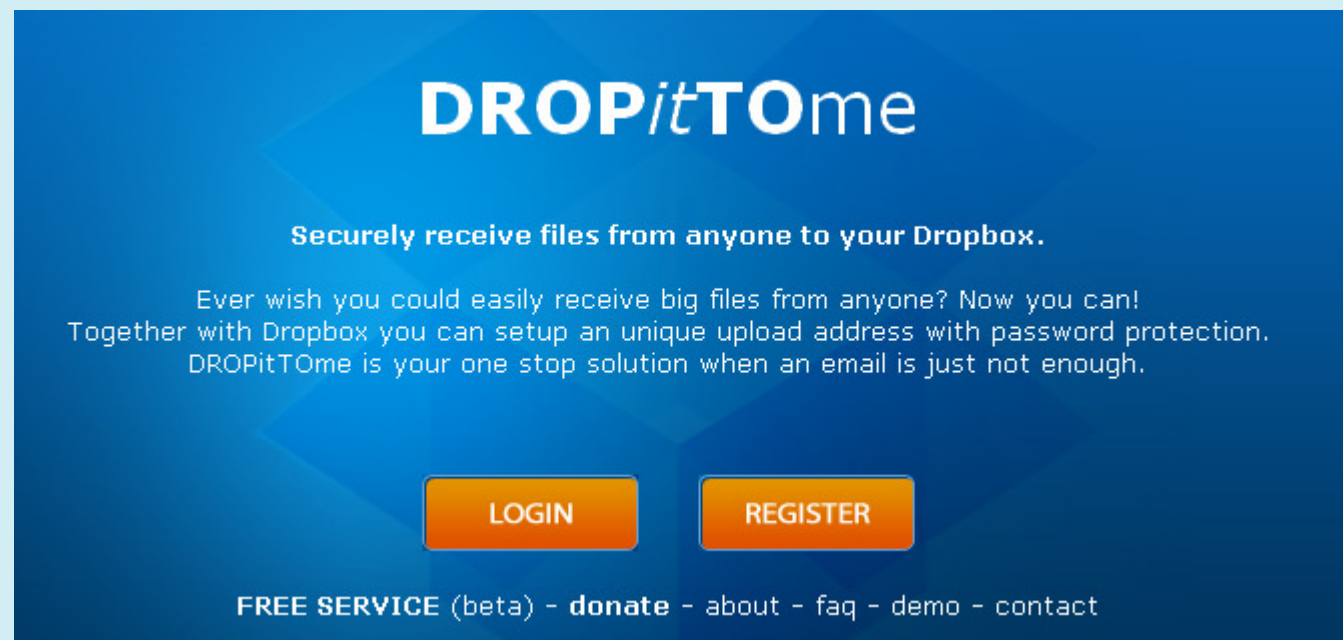 DROPitTOme
Securely receive files from anyone to your Dropbox.
Ever wish you could easily receive big files from anyone? Now you can!
Together with Dropbox you can setup an unique upload address with password protection.
DROPitTOme is your one stop solution when an email is just not enough.
LOGIN REGISTER
FREE SERVICE (beta) - donate - about - faq - demo - contact